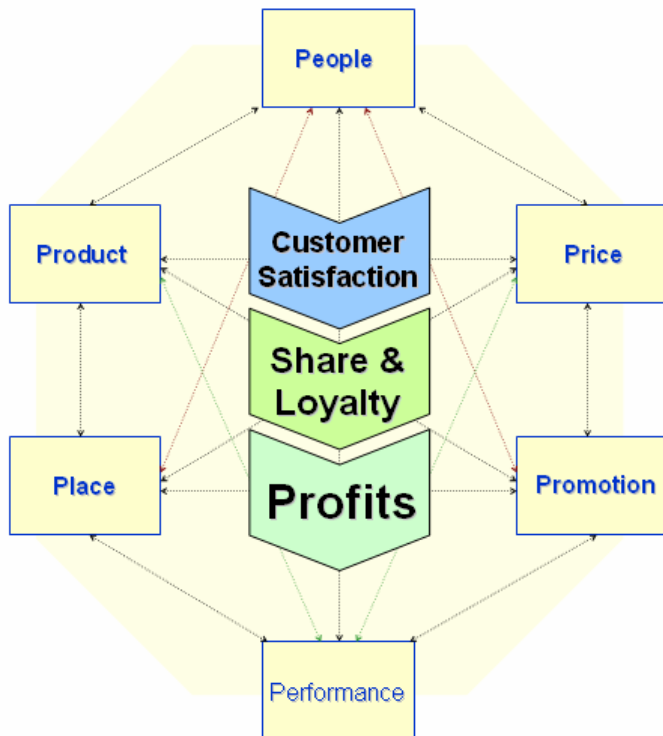 People
Product
Customer
Satisfaction
Price
Share &
Loyalty
Place
Profits
Promotion
Performance